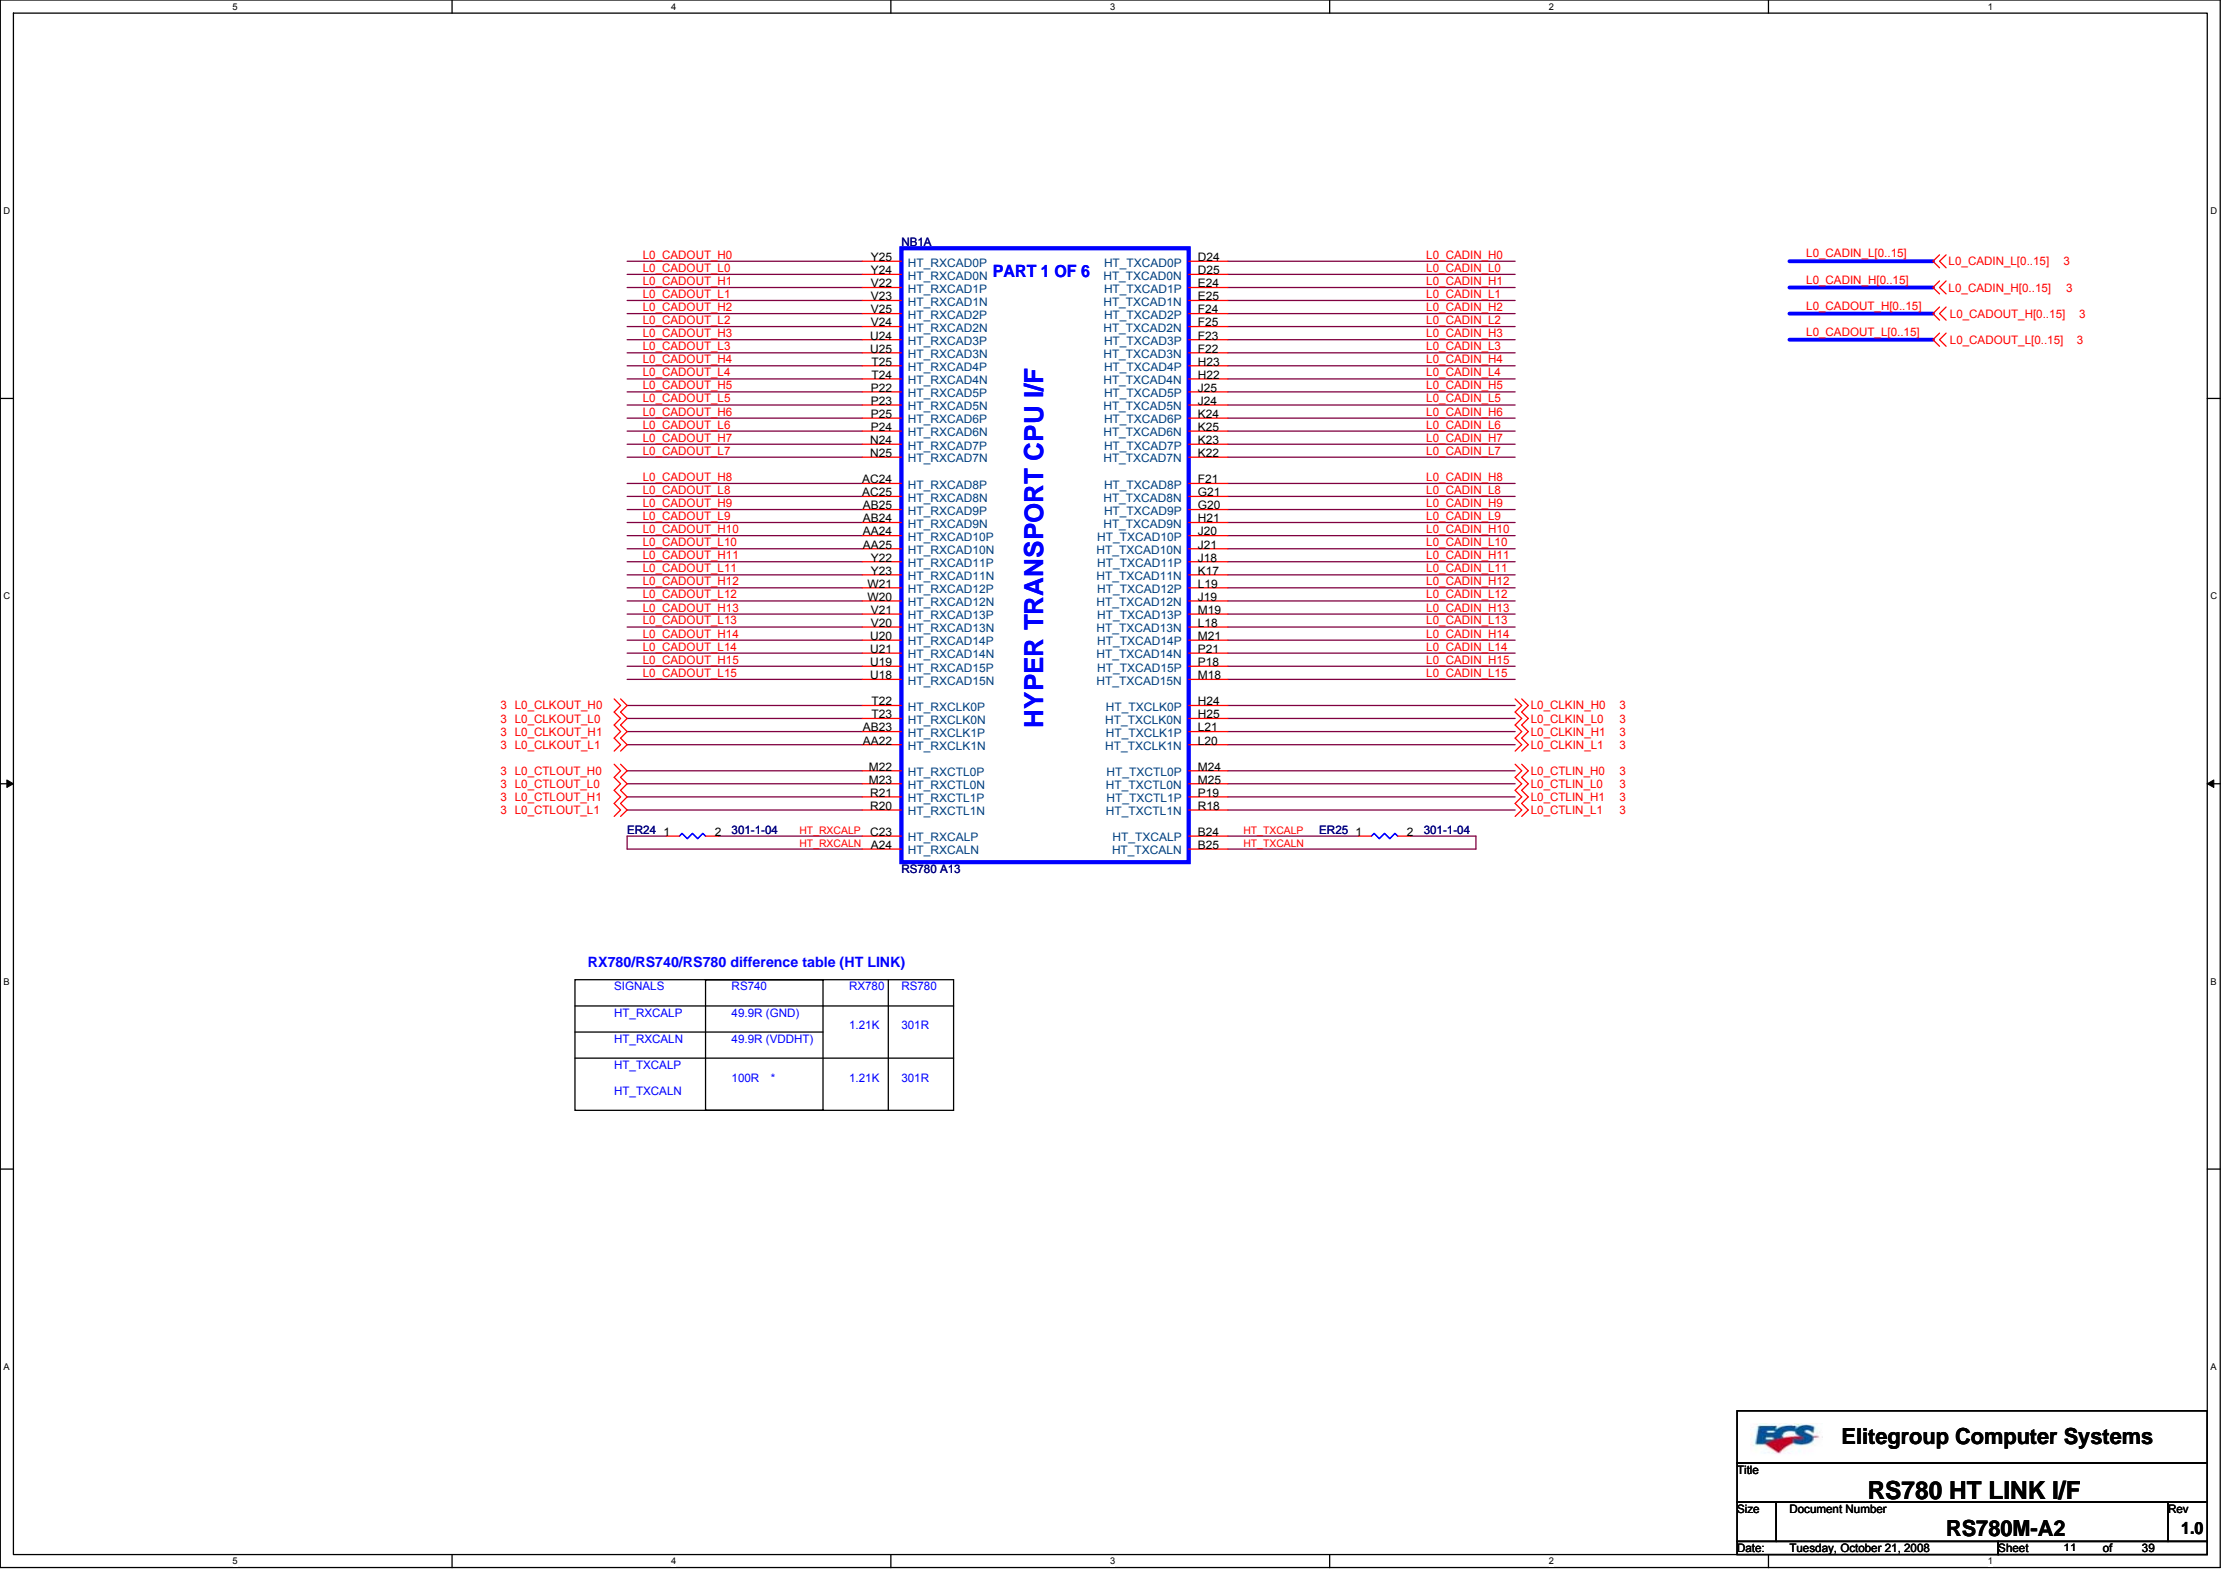 5 4 3 2 1
D D
C C
B B
A A
NB1A
PART 1 OF 6
HYPER TRANSPORT CPU I/F
L0_CADOUT_H0 Y25 HT_RXCAD0P HT_TXCAD0P D24 L0_CADIN_H0
L0_CADOUT_L0 Y24 HT_RXCAD0N HT_TXCAD0N D25 L0_CADIN_L0
L0_CADOUT_H1 V22 HT_RXCAD1P HT_TXCAD1P E24 L0_CADIN_H1
L0_CADOUT_L1 V23 HT_RXCAD1N HT_TXCAD1N E25 L0_CADIN_L1
L0_CADOUT_H2 V25 HT_RXCAD2P HT_TXCAD2P F24 L0_CADIN_H2
L0_CADOUT_L2 V24 HT_RXCAD2N HT_TXCAD2N F25 L0_CADIN_L2
L0_CADOUT_H3 U24 HT_RXCAD3P HT_TXCAD3P F23 L0_CADIN_H3
L0_CADOUT_L3 U25 HT_RXCAD3N HT_TXCAD3N F22 L0_CADIN_L3
L0_CADOUT_H4 T25 HT_RXCAD4P HT_TXCAD4P H23 L0_CADIN_H4
L0_CADOUT_L4 T24 HT_RXCAD4N HT_TXCAD4N H22 L0_CADIN_L4
L0_CADOUT_H5 P22 HT_RXCAD5P HT_TXCAD5P J25 L0_CADIN_H5
L0_CADOUT_L5 P23 HT_RXCAD5N HT_TXCAD5N J24 L0_CADIN_L5
L0_CADOUT_H6 P25 HT_RXCAD6P HT_TXCAD6P K24 L0_CADIN_H6
L0_CADOUT_L6 P24 HT_RXCAD6N HT_TXCAD6N K25 L0_CADIN_L6
L0_CADOUT_H7 N24 HT_RXCAD7P HT_TXCAD7P K23 L0_CADIN_H7
L0_CADOUT_L7 N25 HT_RXCAD7N HT_TXCAD7N K22 L0_CADIN_L7
L0_CADOUT_H8 AC24 HT_RXCAD8P HT_TXCAD8P F21 L0_CADIN_H8
L0_CADOUT_L8 AC25 HT_RXCAD8N HT_TXCAD8N G21 L0_CADIN_L8
L0_CADOUT_H9 AB25 HT_RXCAD9P HT_TXCAD9P G20 L0_CADIN_H9
L0_CADOUT_L9 AB24 HT_RXCAD9N HT_TXCAD9N H21 L0_CADIN_L9
L0_CADOUT_H10 AA24 HT_RXCAD10P HT_TXCAD10P J20 L0_CADIN_H10
L0_CADOUT_L10 AA25 HT_RXCAD10N HT_TXCAD10N J21 L0_CADIN_L10
L0_CADOUT_H11 Y22 HT_RXCAD11P HT_TXCAD11P J18 L0_CADIN_H11
L0_CADOUT_L11 Y23 HT_RXCAD11N HT_TXCAD11N K17 L0_CADIN_L11
L0_CADOUT_H12 W21 HT_RXCAD12P HT_TXCAD12P L19 L0_CADIN_H12
L0_CADOUT_L12 W20 HT_RXCAD12N HT_TXCAD12N J19 L0_CADIN_L12
L0_CADOUT_H13 V21 HT_RXCAD13P HT_TXCAD13P M19 L0_CADIN_H13
L0_CADOUT_L13 V20 HT_RXCAD13N HT_TXCAD13N L18 L0_CADIN_L13
L0_CADOUT_H14 U20 HT_RXCAD14P HT_TXCAD14P M21 L0_CADIN_H14
L0_CADOUT_L14 U21 HT_RXCAD14N HT_TXCAD14N P21 L0_CADIN_L14
L0_CADOUT_H15 U19 HT_RXCAD15P HT_TXCAD15P P18 L0_CADIN_H15
L0_CADOUT_L15 U18 HT_RXCAD15N HT_TXCAD15N M18 L0_CADIN_L15
3 L0_CLKOUT_H0 T22 HT_RXCLK0P HT_TXCLK0P H24 L0_CLKIN_H0 3
3 L0_CLKOUT_L0 T23 HT_RXCLK0N HT_TXCLK0N H25 L0_CLKIN_L0 3
3 L0_CLKOUT_H1 AB23 HT_RXCLK1P HT_TXCLK1P L21 L0_CLKIN_H1 3
3 L0_CLKOUT_L1 AA22 HT_RXCLK1N HT_TXCLK1N L20 L0_CLKIN_L1 3
3 L0_CTLOUT_H0 M22 HT_RXCTL0P HT_TXCTL0P M24 L0_CTLIN_H0 3
3 L0_CTLOUT_L0 M23 HT_RXCTL0N HT_TXCTL0N M25 L0_CTLIN_L0 3
3 L0_CTLOUT_H1 R21 HT_RXCTL1P HT_TXCTL1P P19 L0_CTLIN_H1 3
3 L0_CTLOUT_L1 R20 HT_RXCTL1N HT_TXCTL1N R18 L0_CTLIN_L1 3
ER24 1 2 301-1-04 HT_RXCALP C23 HT_RXCALP HT_TXCALP B24 HT_TXCALP ER25 1 2 301-1-04
HT_RXCALN A24 HT_RXCALN HT_TXCALN B25 HT_TXCALN
RS780 A13
L0_CADIN_L[0..15] L0_CADIN_L[0..15] 3
L0_CADIN_H[0..15] L0_CADIN_H[0..15] 3
L0_CADOUT_H[0..15] L0_CADOUT_H[0..15] 3
L0_CADOUT_L[0..15] L0_CADOUT_L[0..15] 3
RX780/RS740/RS780 difference table (HT LINK)
SIGNALS RS740 RX780 RS780
HT_RXCALP 49.9R (GND) 1.21K 301R
HT_RXCALN 49.9R (VDDHT)
HT_TXCALP 100R * 1.21K 301R
HT_TXCALN
ECS Elitegroup Computer Systems
Title
RS780 HT LINK I/F
Size Document Number Rev
RS780M-A2 1.0
Date: Tuesday, October 21, 2008 Sheet 11 of 39
5 4 3 2 1